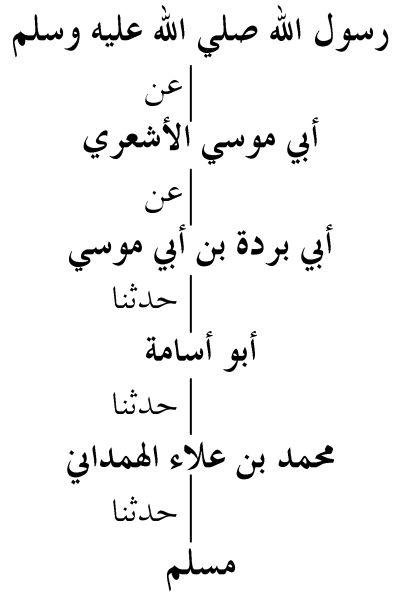 رسول الله صلي الله عليه وسلم
عن
أبي موسي الأشعري
عن
أبي بردة بن أبي موسي
حدثنا
أبو أسامة
حدثنا
محمد بن علاء الهمداني
حدثنا
مسلم